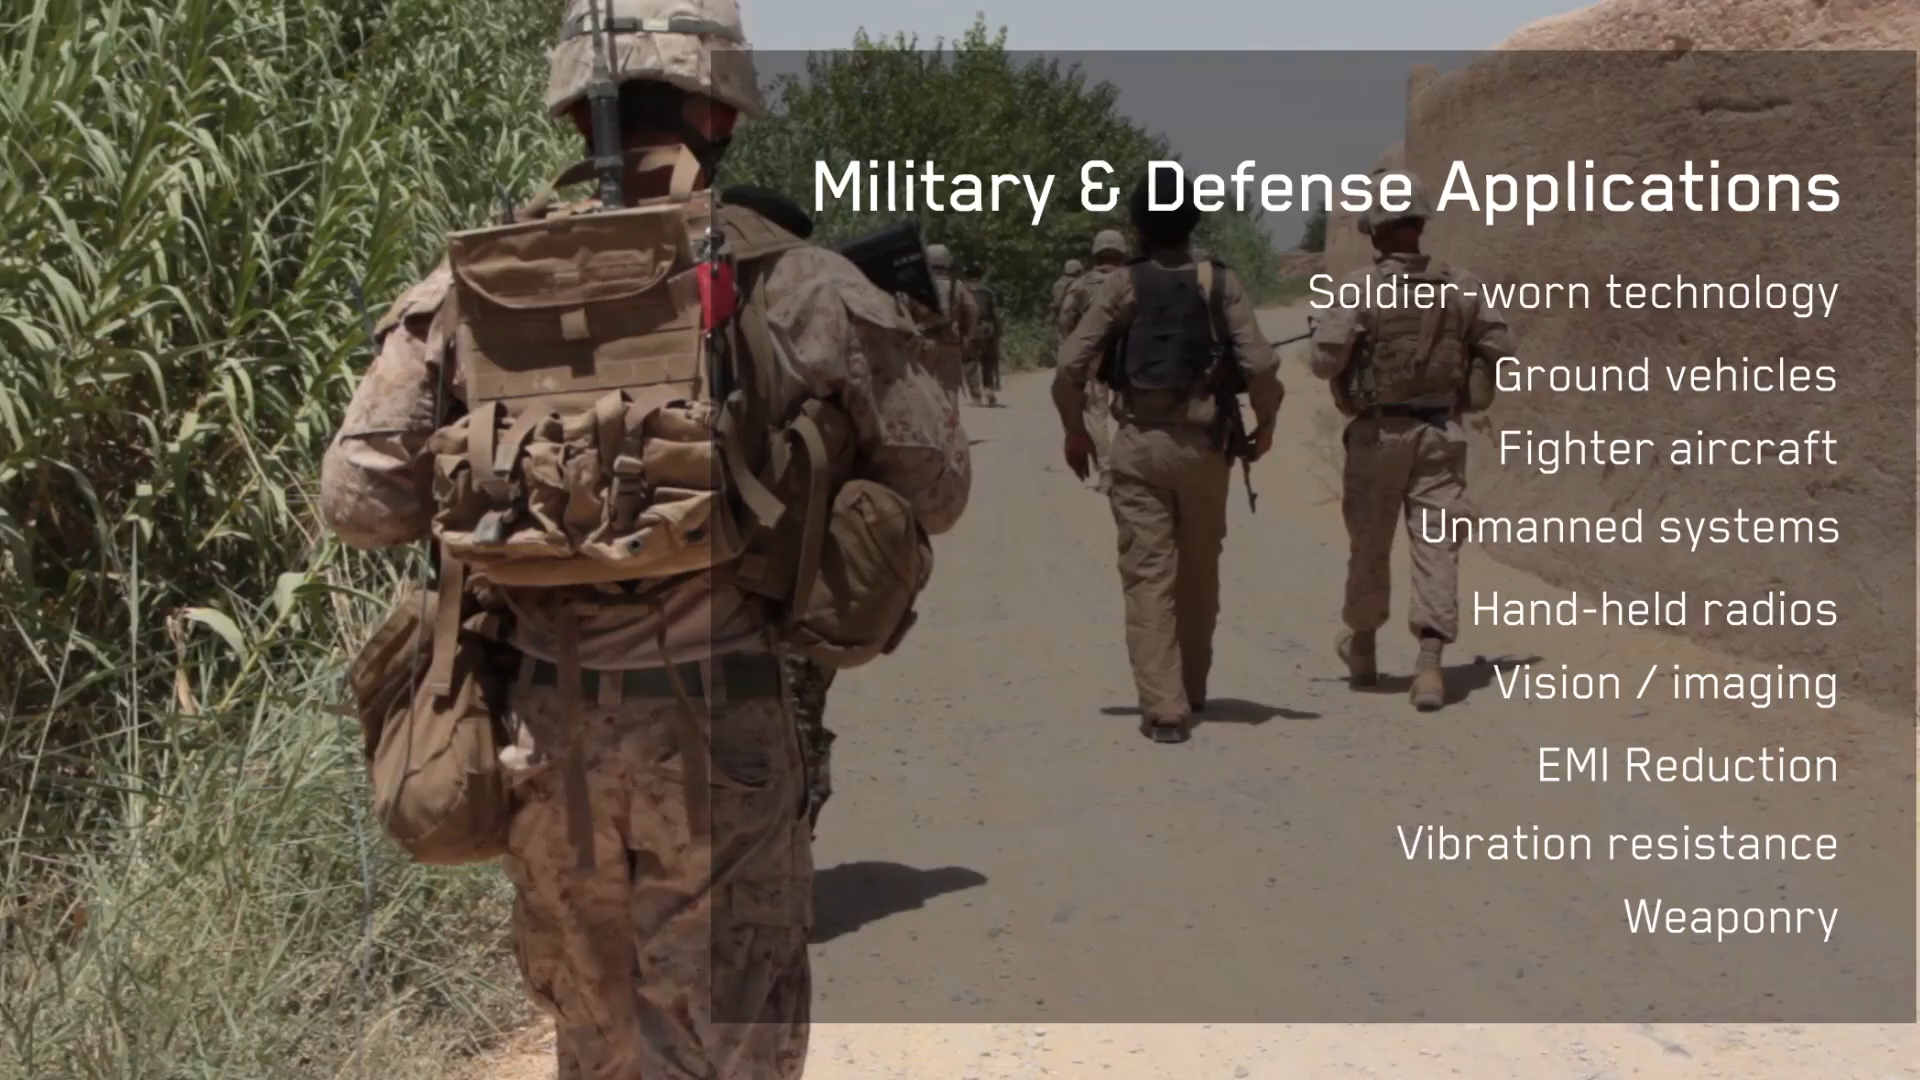 Military & Defense Applications
Soldier-worn technology
Ground vehicles
Fighter aircraft
Unmanned systems
Hand-held radios
Vision / imaging
EMI Reduction
Vibration resistance
Weaponry